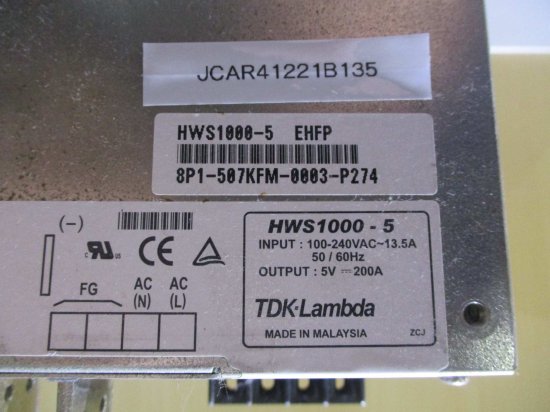 JCAR41221B135
HWS1000-5 EHFP
8P1-507KFM-0003-P274
(-)
FG
AC (N)
AC (L)
HWS1000 - 5
INPUT : 100-240VAC~13.5A
50 / 60Hz
OUTPUT : 5V ⎓ 200A
TDK-Lambda
MADE IN MALAYSIA
ZCJ